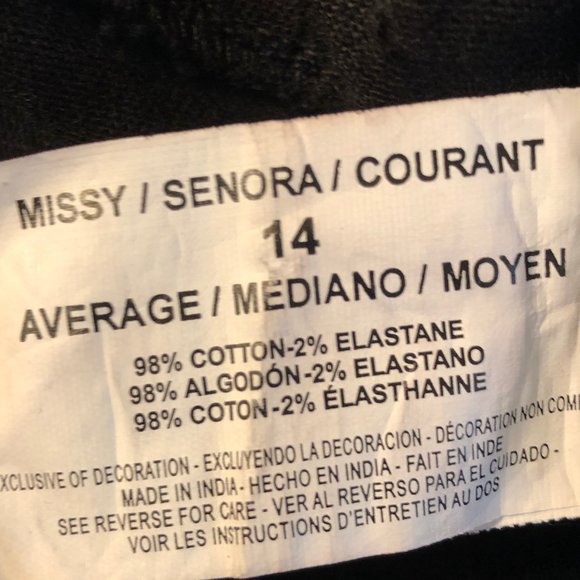 MISSY / SENORA / COURANT
14
AVERAGE / MEDIANO / MOYEN
98% COTTON-2% ELASTANE
98% ALGODÓN-2% ELASTANO
98% COTON-2% ÉLASTHANNE
XCLUSIVE OF DECORATION - EXCLUYENDO LA DECORACION - DÉCORATION NON COM
MADE IN INDIA- HECHO EN INDIA - FAIT EN INDE
SEE REVERSE FOR CARE - VER AL REVERSO PARA EL CUIDADO -
VOIR LES INSTRUCTIONS D'ENTRETIEN AU DOS